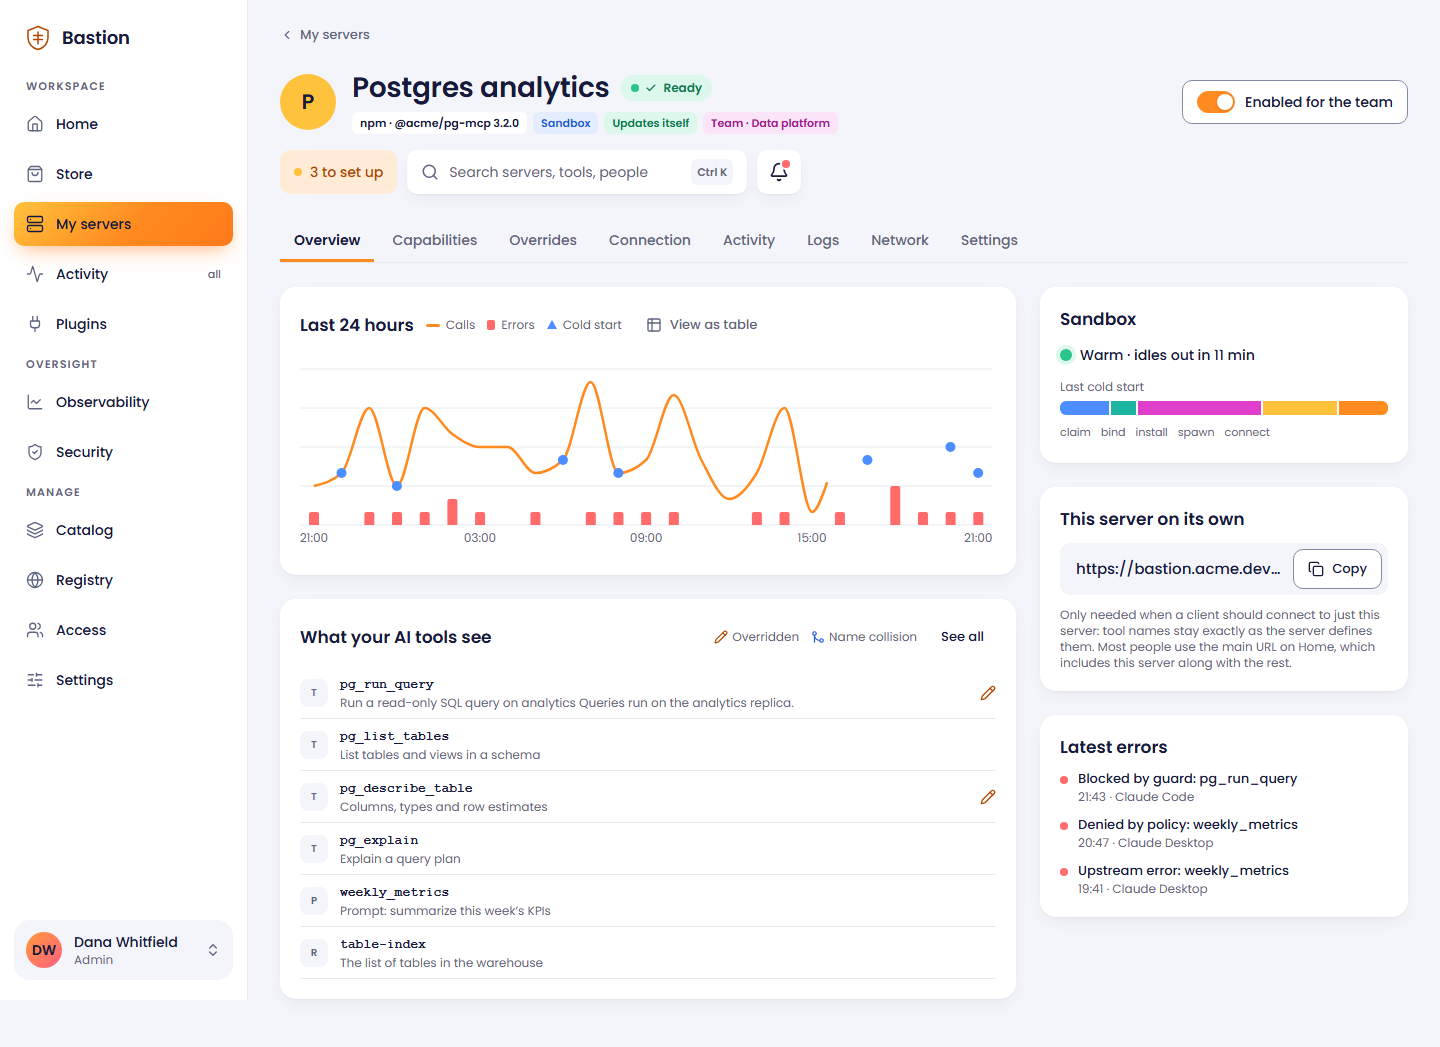 Bastion
WORKSPACE
Home
Store
My servers
Activity
all
Plugins
OVERSIGHT
Observability
Security
MANAGE
Catalog
Registry
Access
Settings
DW
Dana Whitfield
Admin
My servers
P
Postgres analytics
Ready
npm · @acme/pg-mcp 3.2.0
Sandbox
Updates itself
Team · Data platform
Enabled for the team
3 to set up
Search servers, tools, people
Ctrl K
Overview
Capabilities
Overrides
Connection
Activity
Logs
Network
Settings
Last 24 hours
Calls
Errors
Cold start
View as table
21:00
03:00
09:00
15:00
21:00
What your AI tools see
Overridden
Name collision
See all
T
pg_run_query
Run a read-only SQL query on analytics Queries run on the analytics replica.
T
pg_list_tables
List tables and views in a schema
T
pg_describe_table
Columns, types and row estimates
T
pg_explain
Explain a query plan
P
weekly_metrics
Prompt: summarize this week's KPIs
R
table-index
The list of tables in the warehouse
Sandbox
Warm · idles out in 11 min
Last cold start
claim
bind
install
spawn
connect
This server on its own
https://bastion.acme.dev...
Copy
Only needed when a client should connect to just this
server: tool names stay exactly as the server defines
them. Most people use the main URL on Home, which
includes this server along with the rest.
Latest errors
Blocked by guard: pg_run_query
21:43 · Claude Code
Denied by policy: weekly_metrics
20:47 · Claude Desktop
Upstream error: weekly_metrics
19:41 · Claude Desktop